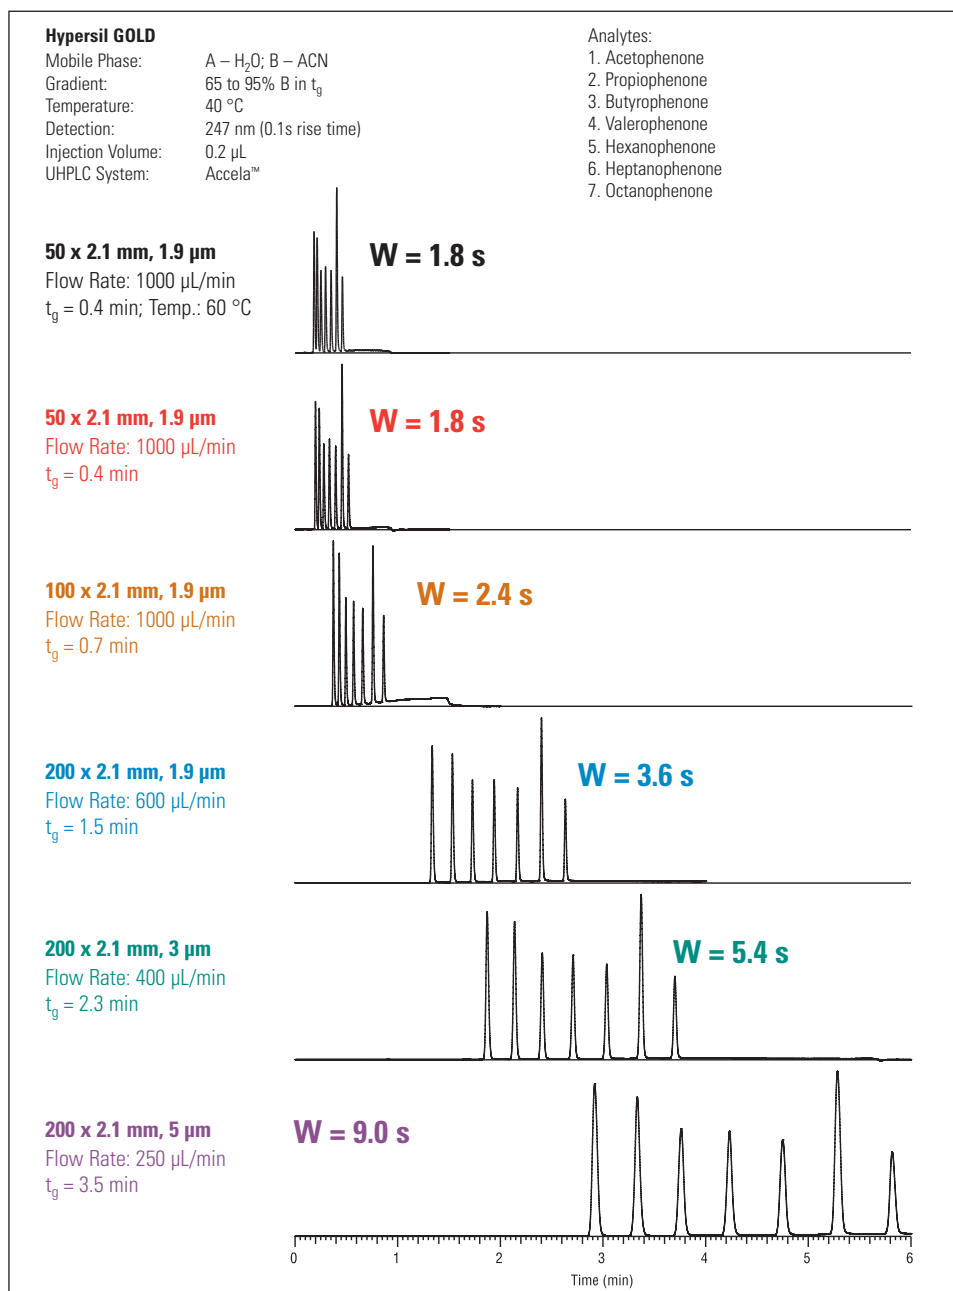 Hypersil GOLD
Mobile Phase: A – H₂O; B – ACN
Gradient: 65 to 95% B in t_g
Temperature: 40 °C
Detection: 247 nm (0.1s rise time)
Injection Volume: 0.2 µL
UHPLC System: Accela™
Analytes:
1. Acetophenone
2. Propiophenone
3. Butyrophenone
4. Valerophenone
5. Hexanophenone
6. Heptanophenone
7. Octanophenone
50 x 2.1 mm, 1.9 µm
Flow Rate: 1000 µL/min
t_g = 0.4 min; Temp.: 60 °C
W = 1.8 s
50 x 2.1 mm, 1.9 µm
Flow Rate: 1000 µL/min
t_g = 0.4 min
W = 1.8 s
100 x 2.1 mm, 1.9 µm
Flow Rate: 1000 µL/min
t_g = 0.7 min
W = 2.4 s
200 x 2.1 mm, 1.9 µm
Flow Rate: 600 µL/min
t_g = 1.5 min
W = 3.6 s
200 x 2.1 mm, 3 µm
Flow Rate: 400 µL/min
t_g = 2.3 min
W = 5.4 s
200 x 2.1 mm, 5 µm
Flow Rate: 250 µL/min
t_g = 3.5 min
W = 9.0 s
0 1 2 3 4 5 6
Time (min)